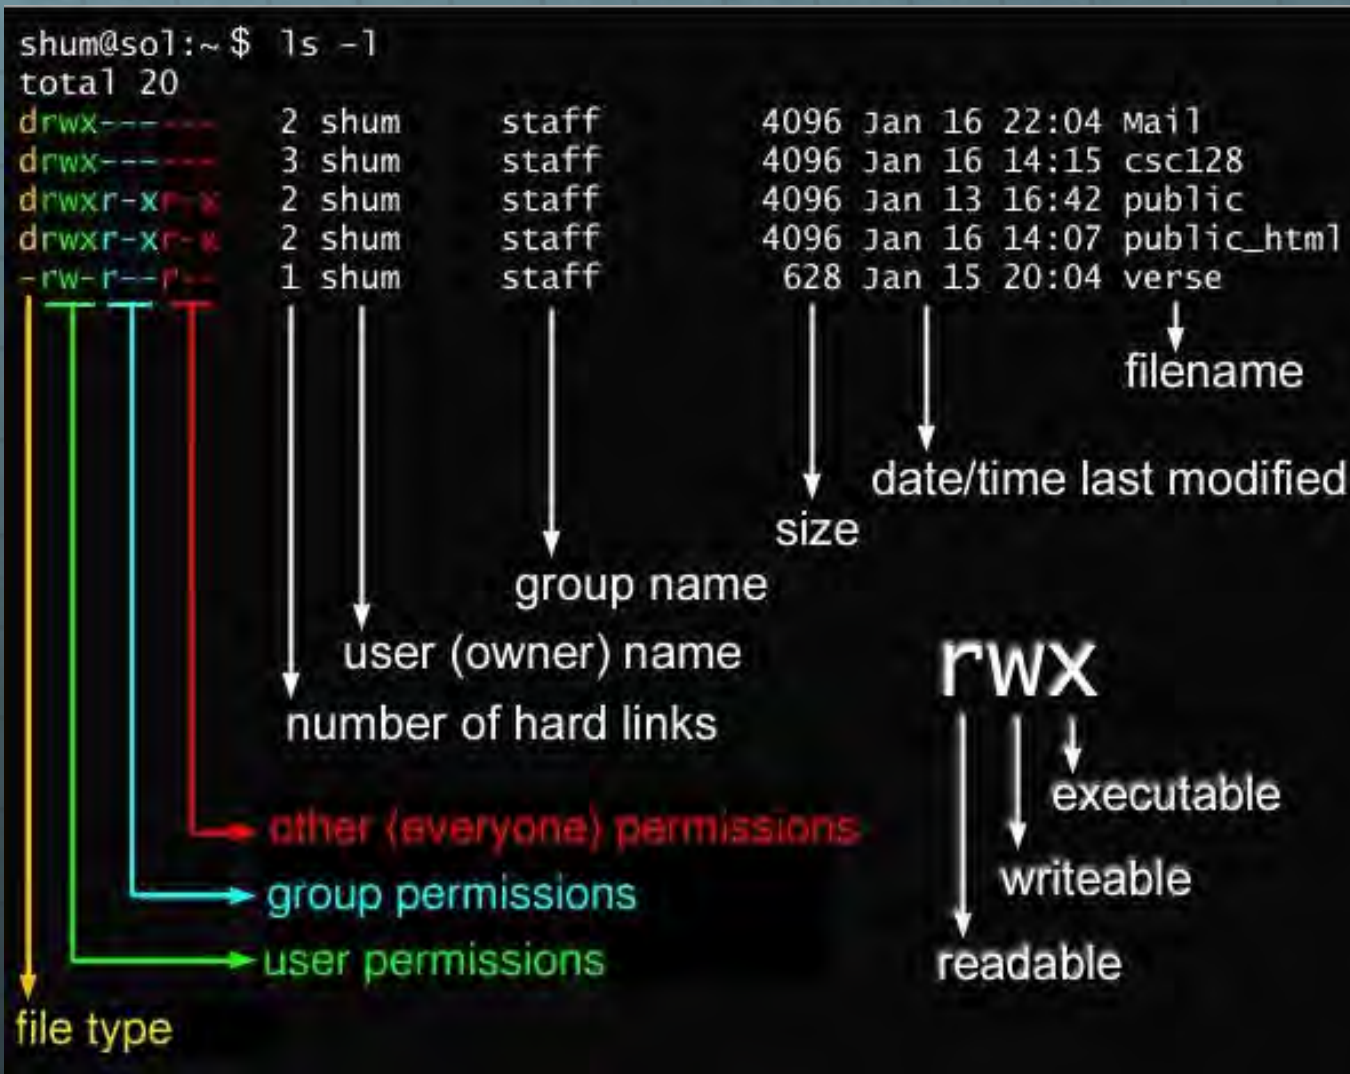 shum@sol:~$ ls -l
total 20
drwx------ 2 shum staff 4096 Jan 16 22:04 Mail
drwx------ 3 shum staff 4096 Jan 16 14:15 csc128
drwxr-xr-x 2 shum staff 4096 Jan 13 16:42 public
drwxr-xr-x 2 shum staff 4096 Jan 16 14:07 public_html
-rw-r--r-- 1 shum staff 628 Jan 15 20:04 verse
filename
date/time last modified
size
group name
user (owner) name
number of hard links
rwx
executable
writeable
readable
other (everyone) permissions
group permissions
user permissions
file type